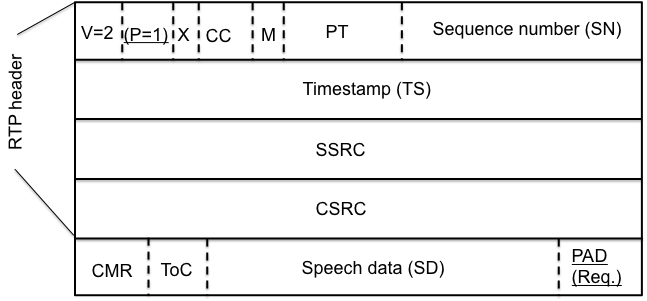 RTP header
V=2 (P=1) X CC M PT Sequence number (SN)
Timestamp (TS)
SSRC
CSRC
CMR ToC Speech data (SD) PAD
(Req.)